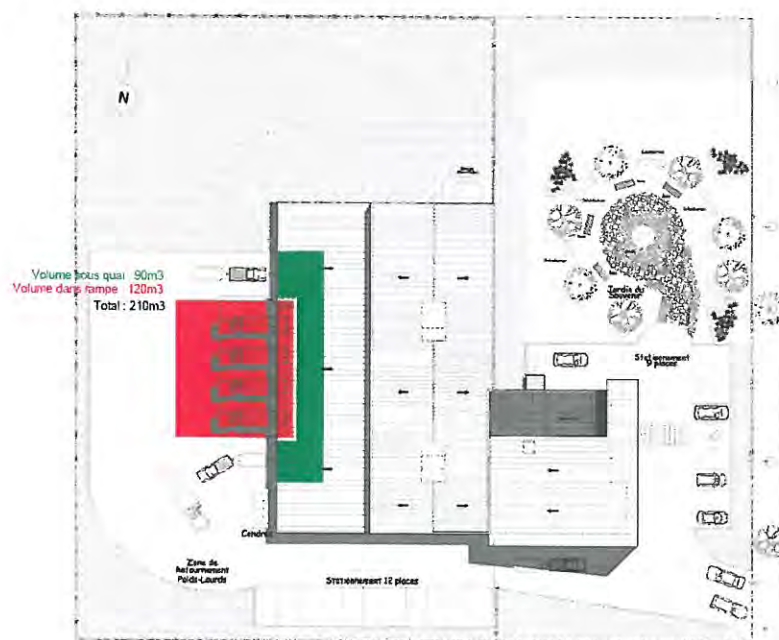 N
Volume sous quai : 90m3
Volume dans rampe : 120m3
Total : 210m3
Jardin du
Souvenir
Stationnement
9 places
Cendres
Zone de
Retournement
Poids-Lourds
Stationnement 12 places